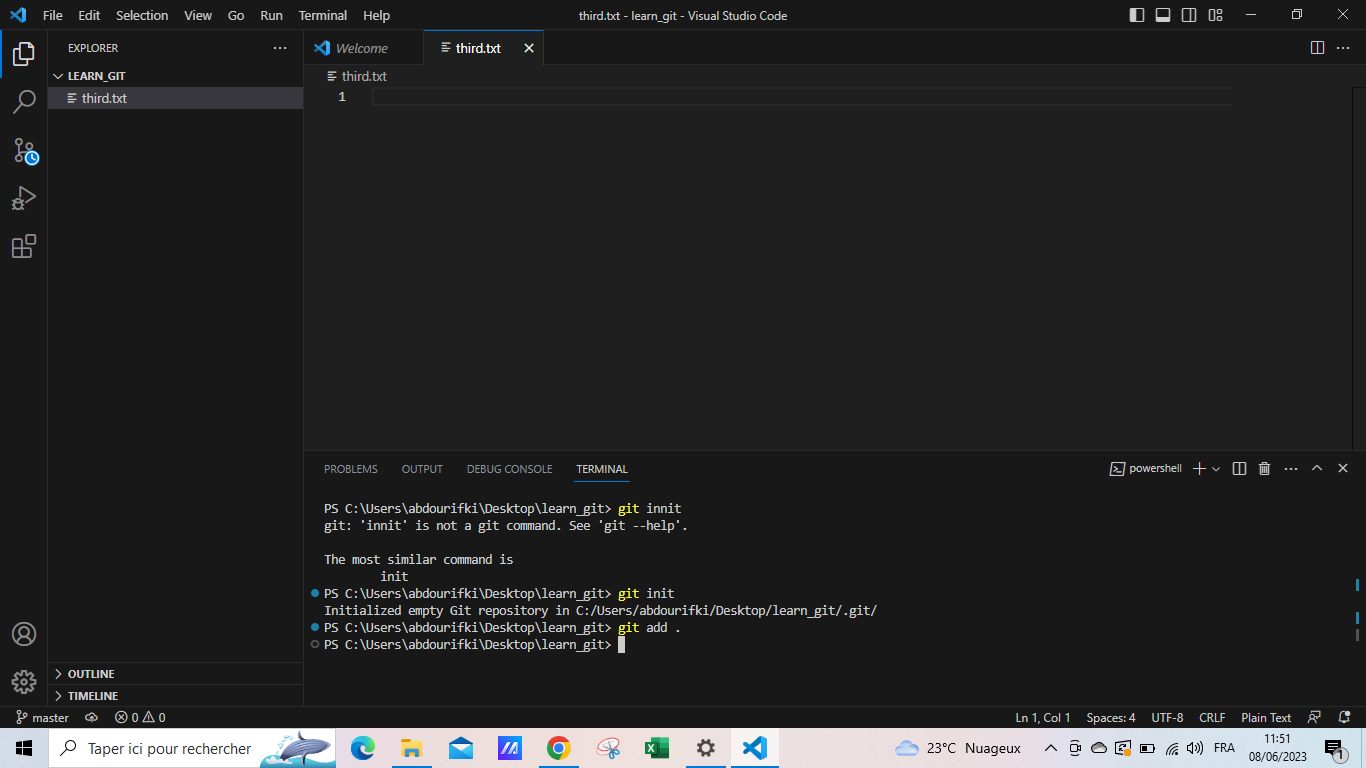 File Edit Selection View Go Run Terminal Help
third.txt - learn_git - Visual Studio Code
EXPLORER
LEARN_GIT
third.txt
Welcome
third.txt
third.txt
1
PROBLEMS OUTPUT DEBUG CONSOLE TERMINAL
powershell
PS C:\Users\abdourifki\Desktop\learn_git> git innit
git: 'innit' is not a git command. See 'git --help'.
The most similar command is
init
PS C:\Users\abdourifki\Desktop\learn_git> git init
Initialized empty Git repository in C:/Users/abdourifki/Desktop/learn_git/.git/
PS C:\Users\abdourifki\Desktop\learn_git> git add .
PS C:\Users\abdourifki\Desktop\learn_git>
OUTLINE
TIMELINE
master 0 0
Ln 1, Col 1 Spaces: 4 UTF-8 CRLF Plain Text
Taper ici pour rechercher
23°C Nuageux
FRA
11:51
08/06/2023
1